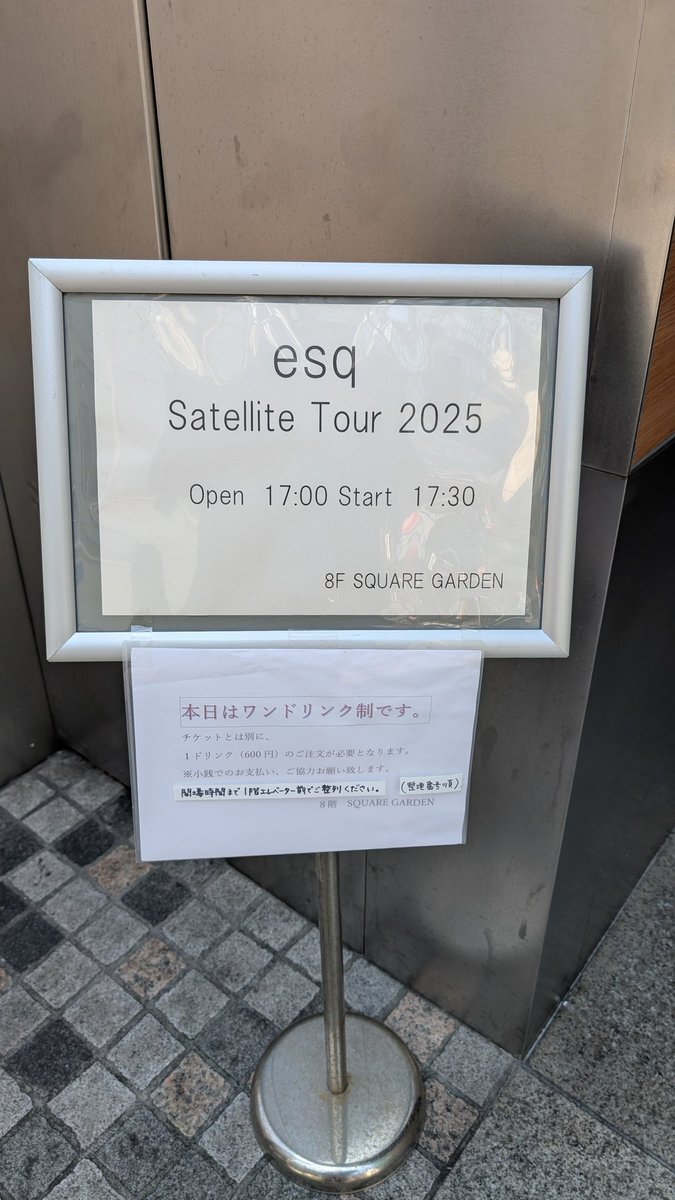 esq
Satellite Tour 2025
Open 17:00 Start 17:30
8F SQUARE GARDEN
本日はワンドリンク制です。
チケットとは別に、
1ドリンク（600円）のご注文が必要となります。
※小銭でのお支払い、ご協力お願い致します。
開場時間まで1階エレベーター前でご整列ください。 (整理番号順)
8階 SQUARE GARDEN